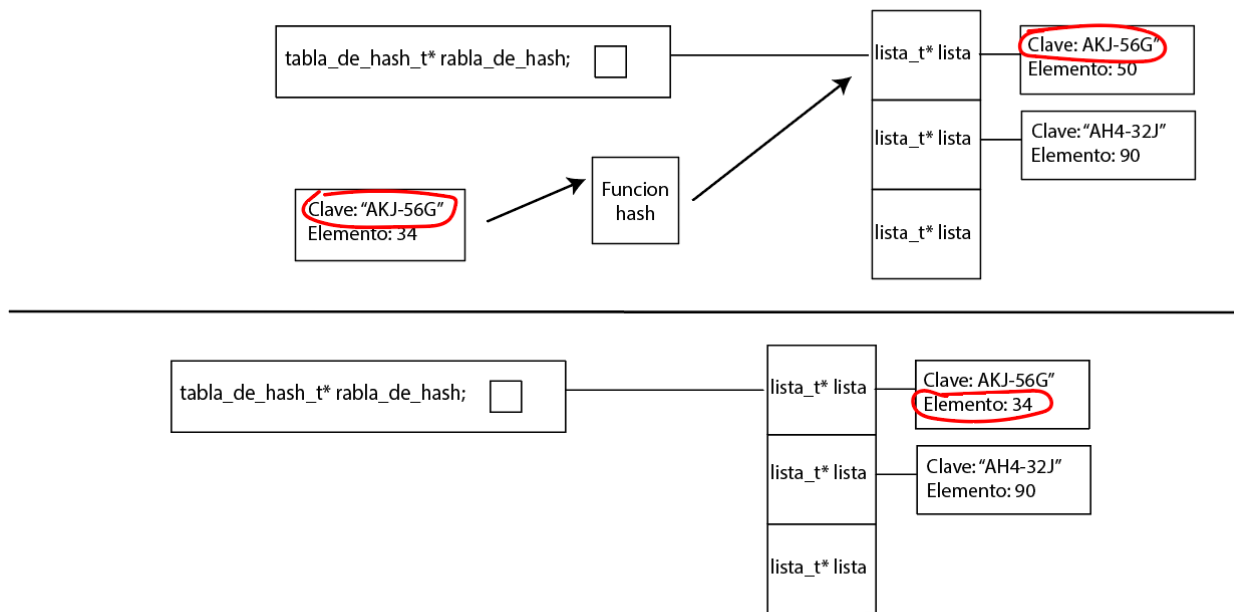 tabla_de_hash_t* rabla_de_hash;
lista_t* lista
Clave: AKJ-56G”
Elemento: 50
lista_t* lista
Clave: “AH4-32J”
Elemento: 90
Clave: “AKJ-56G”
Elemento: 34
Funcion
hash
lista_t* lista
tabla_de_hash_t* rabla_de_hash;
lista_t* lista
Clave: AKJ-56G”
Elemento: 34
lista_t* lista
Clave: “AH4-32J”
Elemento: 90
lista_t* lista